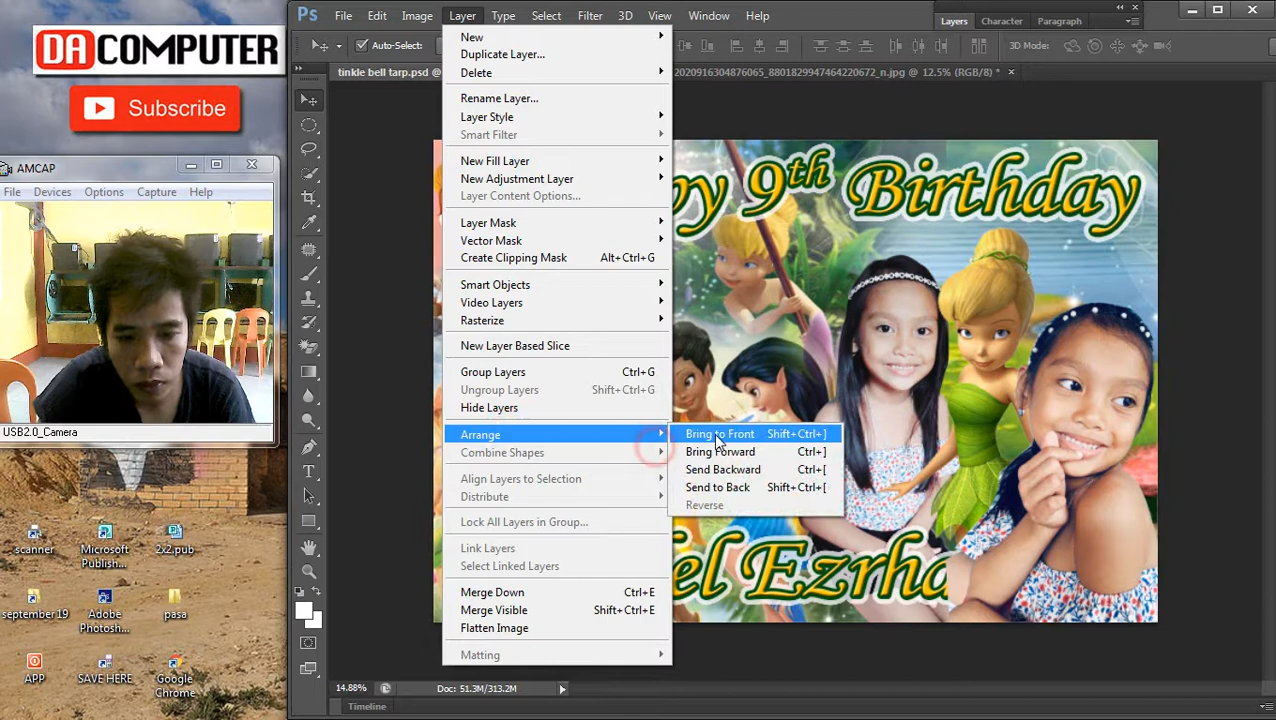 DA COMPUTER
Subscribe
AMCAP
File Devices Options Capture Help
USB2.0_Camera
scanner
Microsoft Publish...
2x2.pub
september 19
Adobe Photosh...
pasa
APP
SAVE HERE
Google Chrome
Ps File Edit Image Layer Type Select Filter 3D View Window Help
Layers Character Paragraph
Auto-Select:
3D Mode:
tinkle bell tarp.psd @
2020916304876065_8801829947464220672_n.jpg @ 12.5% (RGB/8) *
New
Duplicate Layer...
Delete
Rename Layer...
Layer Style
Smart Filter
New Fill Layer
New Adjustment Layer
Layer Content Options...
Layer Mask
Vector Mask
Create Clipping Mask Alt+Ctrl+G
Smart Objects
Video Layers
Rasterize
New Layer Based Slice
Group Layers Ctrl+G
Ungroup Layers Shift+Ctrl+G
Hide Layers
Arrange
Combine Shapes
Align Layers to Selection
Distribute
Lock All Layers in Group...
Link Layers
Select Linked Layers
Merge Down Ctrl+E
Merge Visible Shift+Ctrl+E
Flatten Image
Matting
Bring to Front Shift+Ctrl+]
Bring Forward Ctrl+]
Send Backward Ctrl+[
Send to Back Shift+Ctrl+[
Reverse
py 9th Birthday
el Ezrha
14.88% Doc: 51.3M/313.2M
Timeline